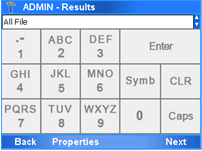 ADMIN - Results
All File
.- ABC DEF Enter
1 2 3
GHI JKL MNO Symb CLR
4 5 6
PQRS TUV WXYZ 0 Caps
7 8 9
Back Properties Next